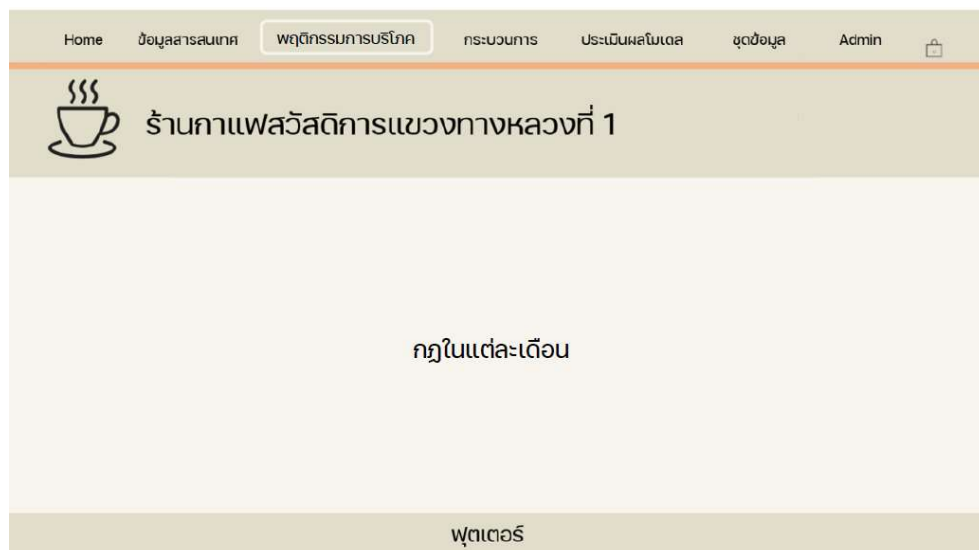 Home ข้อมูลสารสนเทศ พฤติกรรมการบริโภค กระบวนการ ประเมินผลโมเดล ชุดข้อมูล Admin
ร้านกาแฟสวัสดิการแขวงทางหลวงที่ 1
กฎในแต่ละเดือน
ฟุตเตอร์